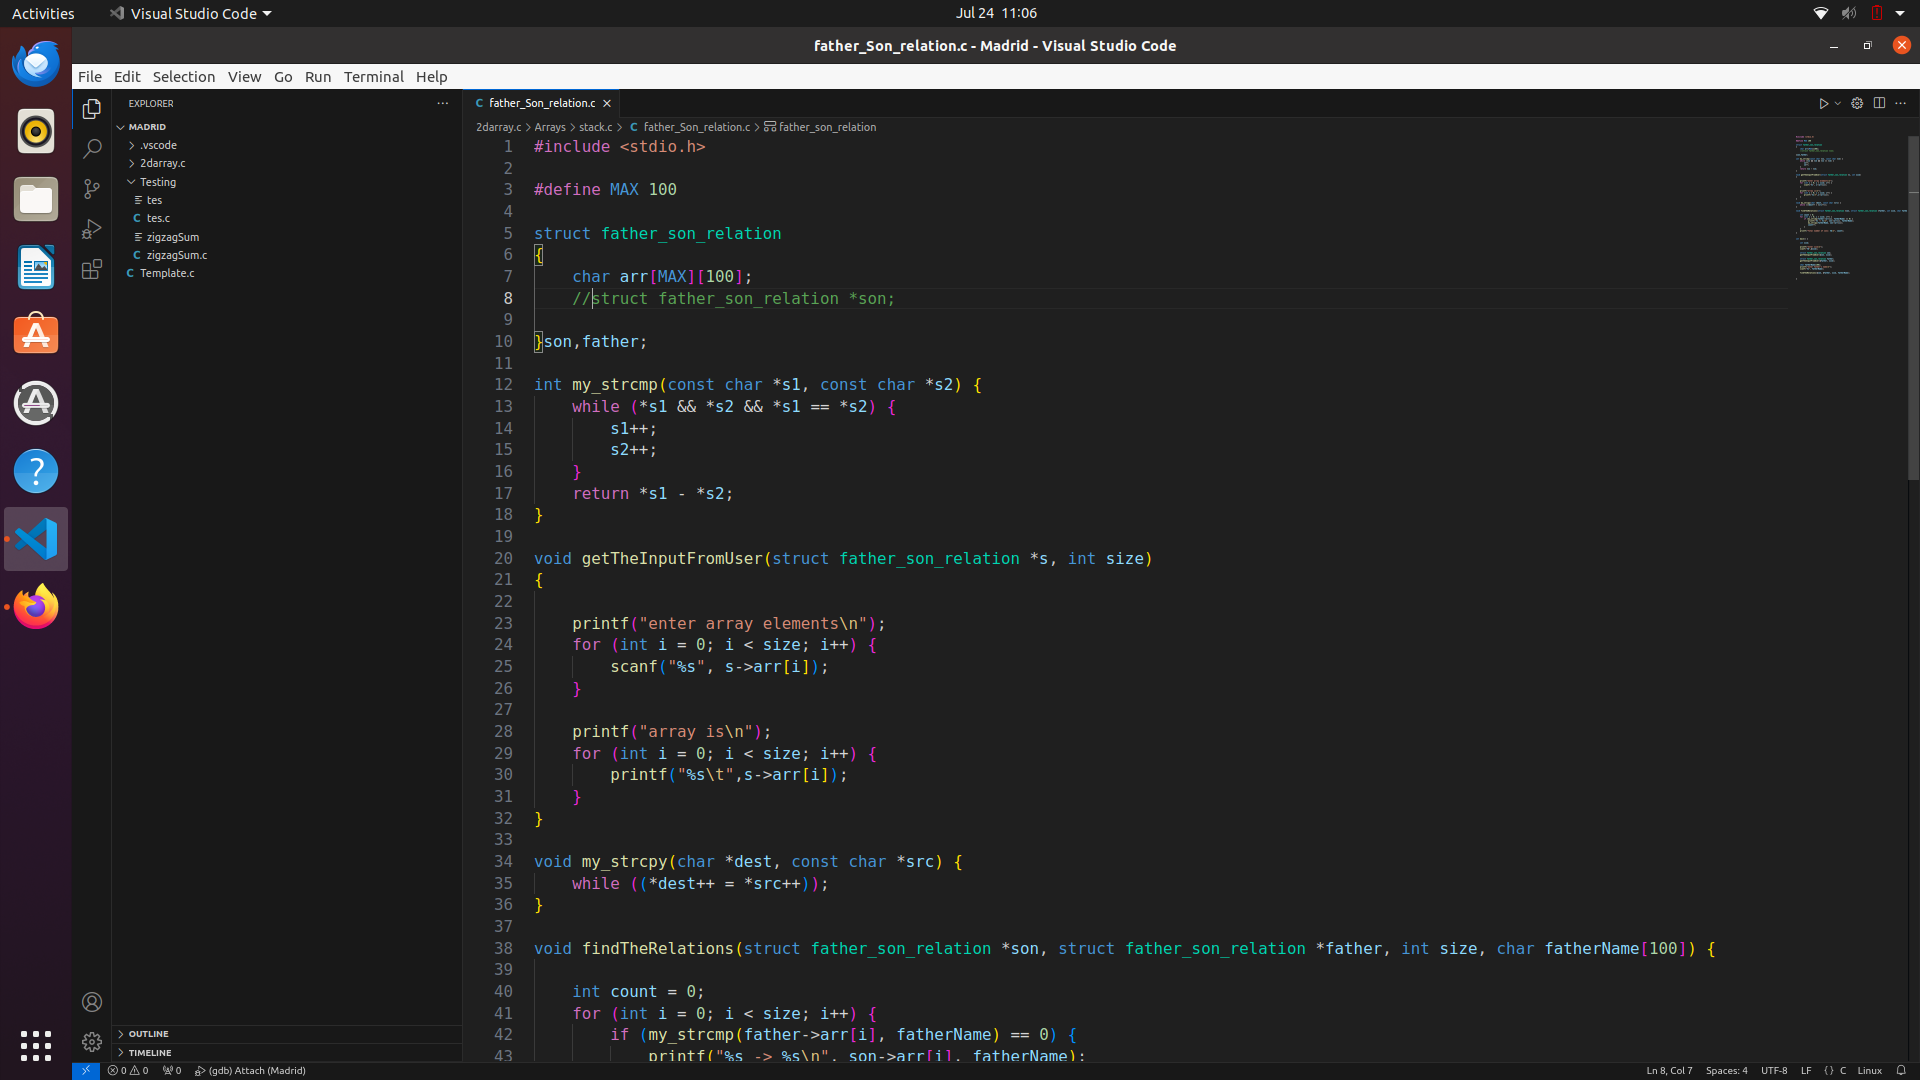 Activities
Visual Studio Code
Jul 24 11:06
father_Son_relation.c - Madrid - Visual Studio Code
File Edit Selection View Go Run Terminal Help
EXPLORER
MADRID
.vscode
2darray.c
Testing
tes
C tes.c
zigzagSum
C zigzagSum.c
C Template.c
OUTLINE
TIMELINE
C father_Son_relation.c
2darray.c > Arrays > stack.c > C father_Son_relation.c > father_son_relation
1 #include <stdio.h>
2
3 #define MAX 100
4
5 struct father_son_relation
6 {
7 char arr[MAX][100];
8 //struct father_son_relation *son;
9
10 }son,father;
11
12 int my_strcmp(const char *s1, const char *s2) {
13 while (*s1 && *s2 && *s1 == *s2) {
14 s1++;
15 s2++;
16 }
17 return *s1 - *s2;
18 }
19
20 void getTheInputFromUser(struct father_son_relation *s, int size)
21 {
22
23 printf("enter array elements\n");
24 for (int i = 0; i < size; i++) {
25 scanf("%s", s->arr[i]);
26 }
27
28 printf("array is\n");
29 for (int i = 0; i < size; i++) {
30 printf("%s\t",s->arr[i]);
31 }
32 }
33
34 void my_strcpy(char *dest, const char *src) {
35 while ((*dest++ = *src++));
36 }
37
38 void findTheRelations(struct father_son_relation *son, struct father_son_relation *father, int size, char fatherName[100]) {
39
40 int count = 0;
41 for (int i = 0; i < size; i++) {
42 if (my_strcmp(father->arr[i], fatherName) == 0) {
43 printf("%s -> %s\n", son->arr[i], fatherName);
0 0 0 (gdb) Attach (Madrid)
Ln 8, Col 7 Spaces: 4 UTF-8 LF {} C Linux